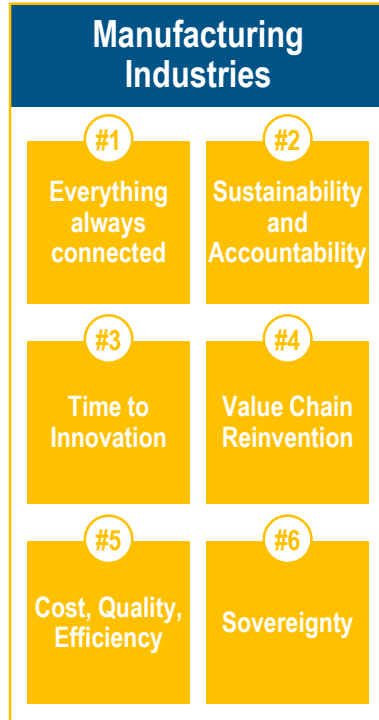 Manufacturing
Industries
#1
Everything
always
connected
#2
Sustainability
and
Accountability
#3
Time to
Innovation
#4
Value Chain
Reinvention
#5
Cost, Quality,
Efficiency
#6
Sovereignty